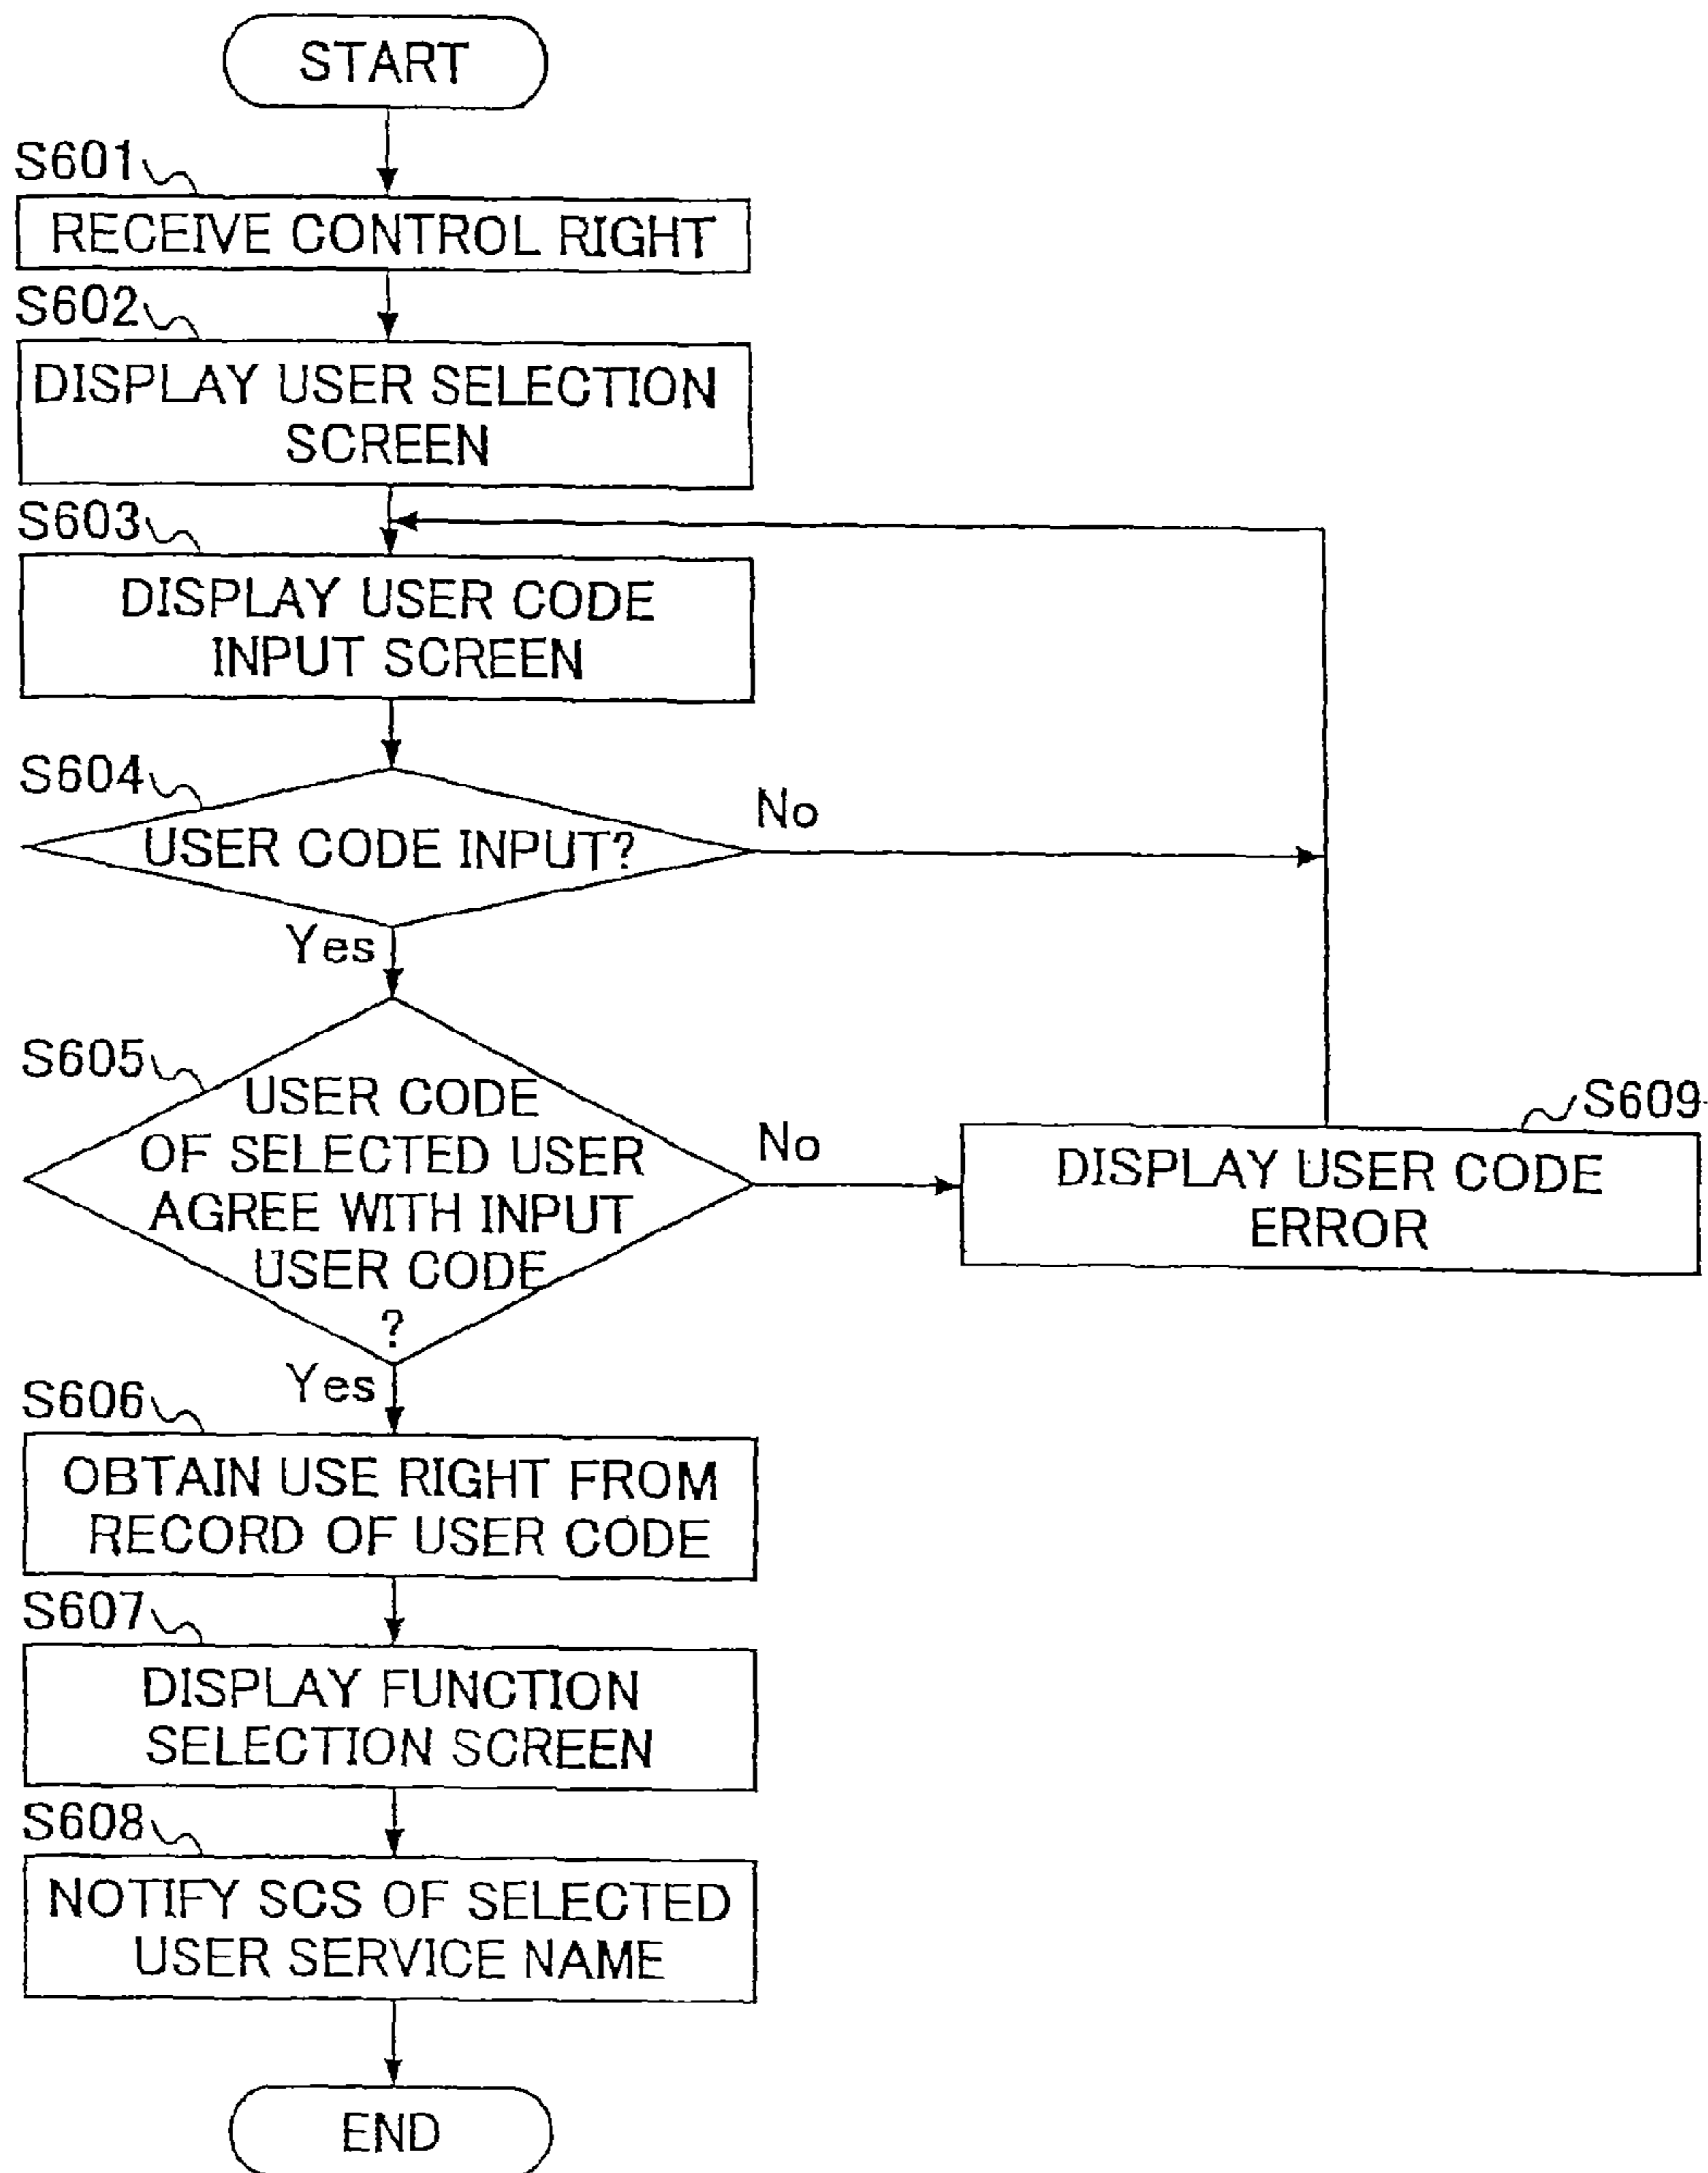 START
S601
RECEIVE CONTROL RIGHT
S602
DISPLAY USER SELECTION
SCREEN
S603
DISPLAY USER CODE
INPUT SCREEN
S604
USER CODE INPUT?
No
Yes
S605
USER CODE
OF SELECTED USER
AGREE WITH INPUT
USER CODE
?
No
S609
DISPLAY USER CODE
ERROR
Yes
S606
OBTAIN USE RIGHT FROM
RECORD OF USER CODE
S607
DISPLAY FUNCTION
SELECTION SCREEN
S608
NOTIFY SCS OF SELECTED
USER SERVICE NAME
END